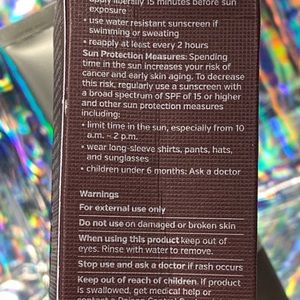 apply liberally 15 minutes before sun
exposure
• use water resistant sunscreen if
swimming or sweating
• reapply at least every 2 hours
Sun Protection Measures: Spending
time in the sun increases your risk of
cancer and early skin aging. To decrease
this risk, regularly use a sunscreen with
a broad spectrum of SPF of 15 or higher
and other sun protection measures
including:
• limit time in the sun, especially from 10
a.m. – 2 p.m.
• wear long-sleeve shirts, pants, hats,
and sunglasses
• children under 6 months: Ask a doctor
Warnings
For external use only
Do not use on damaged or broken skin
When using this product keep out of
eyes. Rinse with water to remove.
Stop use and ask a doctor if rash occurs
Keep out of reach of children. If product
is swallowed, get medical help or
contact a Poison Control